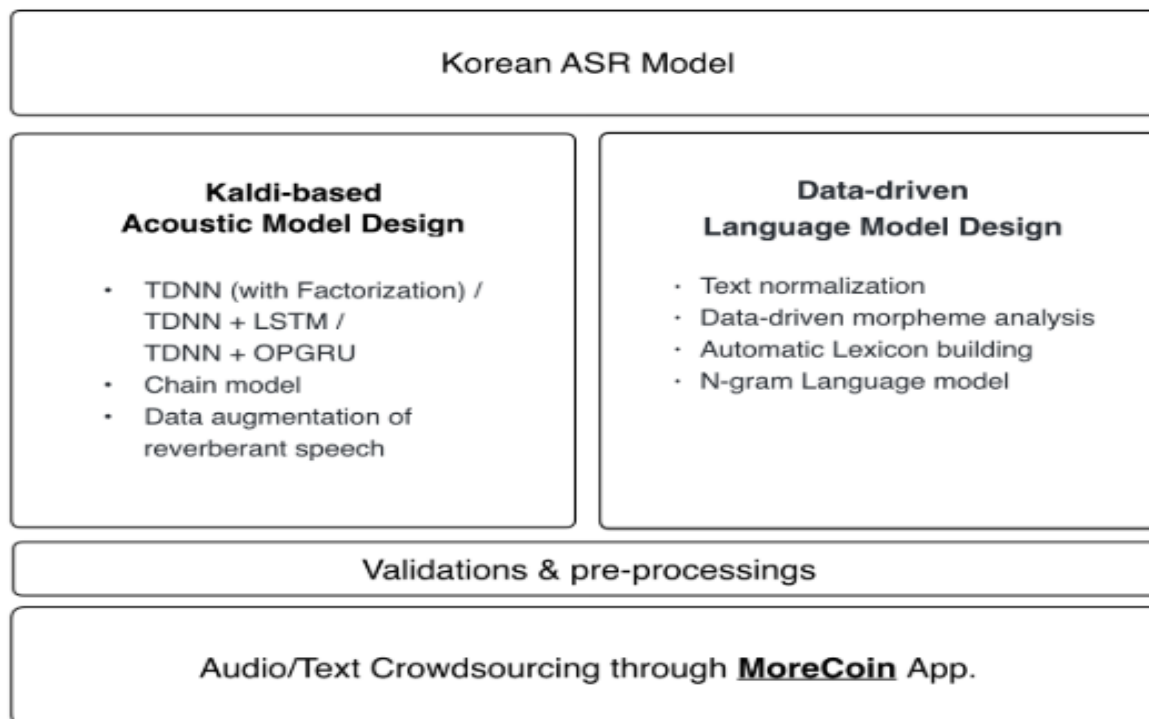 Korean ASR Model
Kaldi-based
Acoustic Model Design
• TDNN (with Factorization) /
TDNN + LSTM /
TDNN + OPGRU
• Chain model
• Data augmentation of
reverberant speech
Data-driven
Language Model Design
· Text normalization
· Data-driven morpheme analysis
· Automatic Lexicon building
· N-gram Language model
Validations & pre-processings
Audio/Text Crowdsourcing through MoreCoin App.